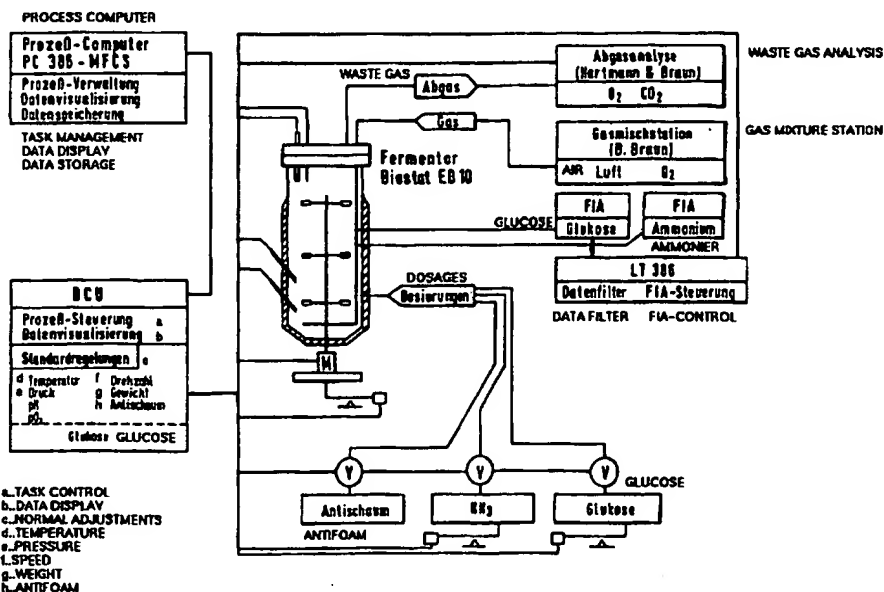 PROCESS COMPUTER
Prozeß-Computer
PC 386-MFCS
Prozeß-Verwaltung
Datenvisualisierung
Datenspeicherung
TASK MANAGEMENT
DATA DISPLAY
DATA STORAGE
WASTE GAS
Abgas
Gas
Abgasanalyse
(Hartmann & Braun)
O₂ CO₂
WASTE GAS ANALYSIS
Gasmischstation
(B. Braun)
AIR Luft O₂
GAS MIXTURE STATION
Fermenter
Biostat ED10
GLUCOSE
FIA
Glukose
FIA
Ammonium
AMMONIER
LT 386
Datenfilter FIA-Steuerung
DATA FILTER FIA-CONTROL
DOSAGES
Dosierungen
DCU
Prozeß-Steuerung a
Datenvisualisierung b
Standardregelungen c
d Temperatur f Drehzahl
e Druck g Gewicht
pH h Antischaum
pO₂
Glukose GLUCOSE
M
V
V
V
Antischaum
ANTIFOAM
NH₃
GLUCOSE
Glukose
a..TASK CONTROL
b..DATA DISPLAY
c..NORMAL ADJUSTMENTS
d..TEMPERATURE
e..PRESSURE
f..SPEED
g..WEIGHT
h..ANTIFOAM